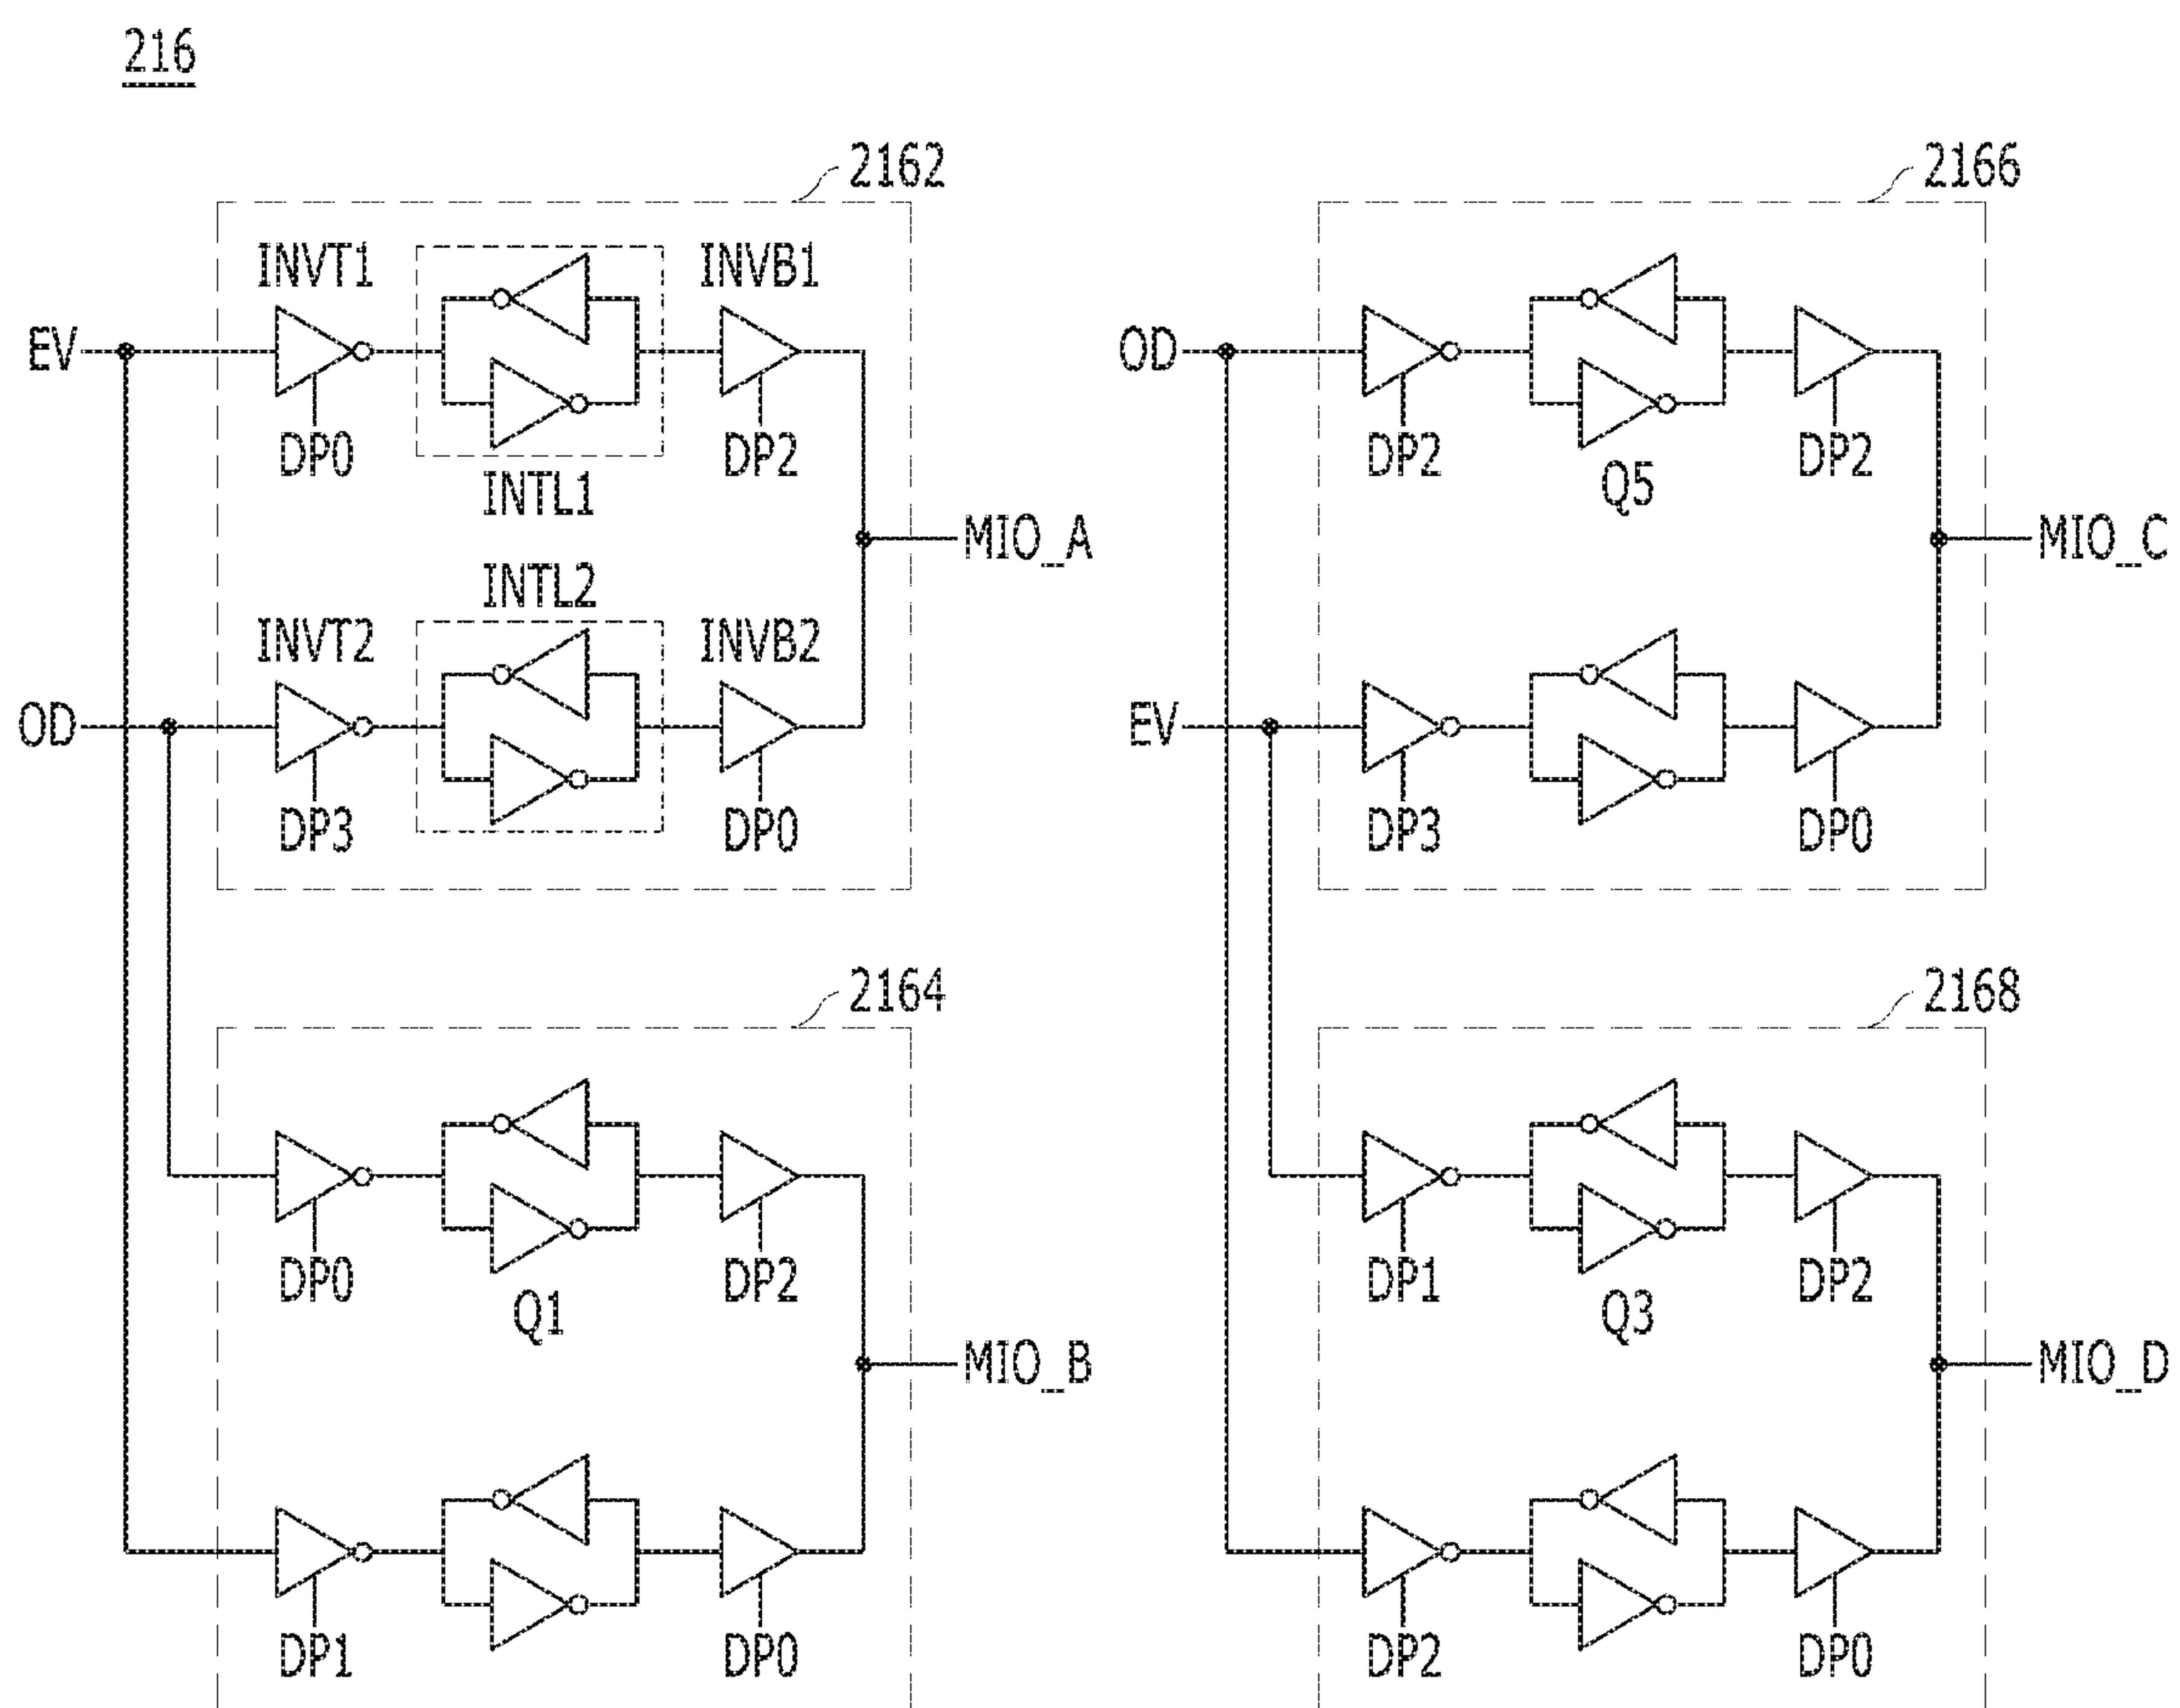 216
2162
2166
INVT1
INVB1
EV
OD
DP0
DP2
DP2
DP2
INTL1
Q5
MIO_A
MIO_C
INTL2
INVT2
INVB2
OD
EV
DP3
DP0
DP3
DP0
2164
2168
DP0
DP2
DP1
DP2
Q1
Q3
MIO_B
MIO_D
DP1
DP0
DP2
DP0